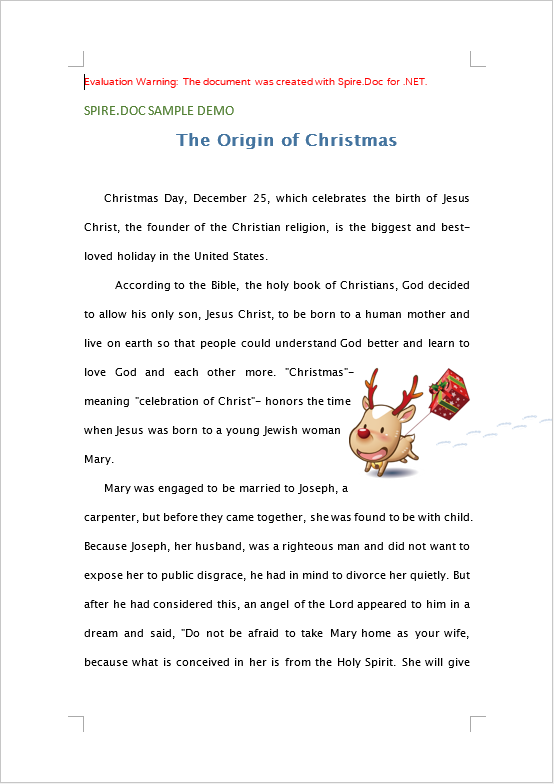 Evaluation Warning: The document was created with Spire.Doc for .NET.
SPIRE.DOC SAMPLE DEMO
The Origin of Christmas
Christmas Day, December 25, which celebrates the birth of Jesus
Christ, the founder of the Christian religion, is the biggest and best-
loved holiday in the United States.
According to the Bible, the holy book of Christians, God decided
to allow his only son, Jesus Christ, to be born to a human mother and
live on earth so that people could understand God better and learn to
love God and each other more. "Christmas"-
meaning "celebration of Christ"- honors the time
when Jesus was born to a young Jewish woman
Mary.
Mary was engaged to be married to Joseph, a
carpenter, but before they came together, she was found to be with child.
Because Joseph, her husband, was a righteous man and did not want to
expose her to public disgrace, he had in mind to divorce her quietly. But
after he had considered this, an angel of the Lord appeared to him in a
dream and said, "Do not be afraid to take Mary home as your wife,
because what is conceived in her is from the Holy Spirit. She will give